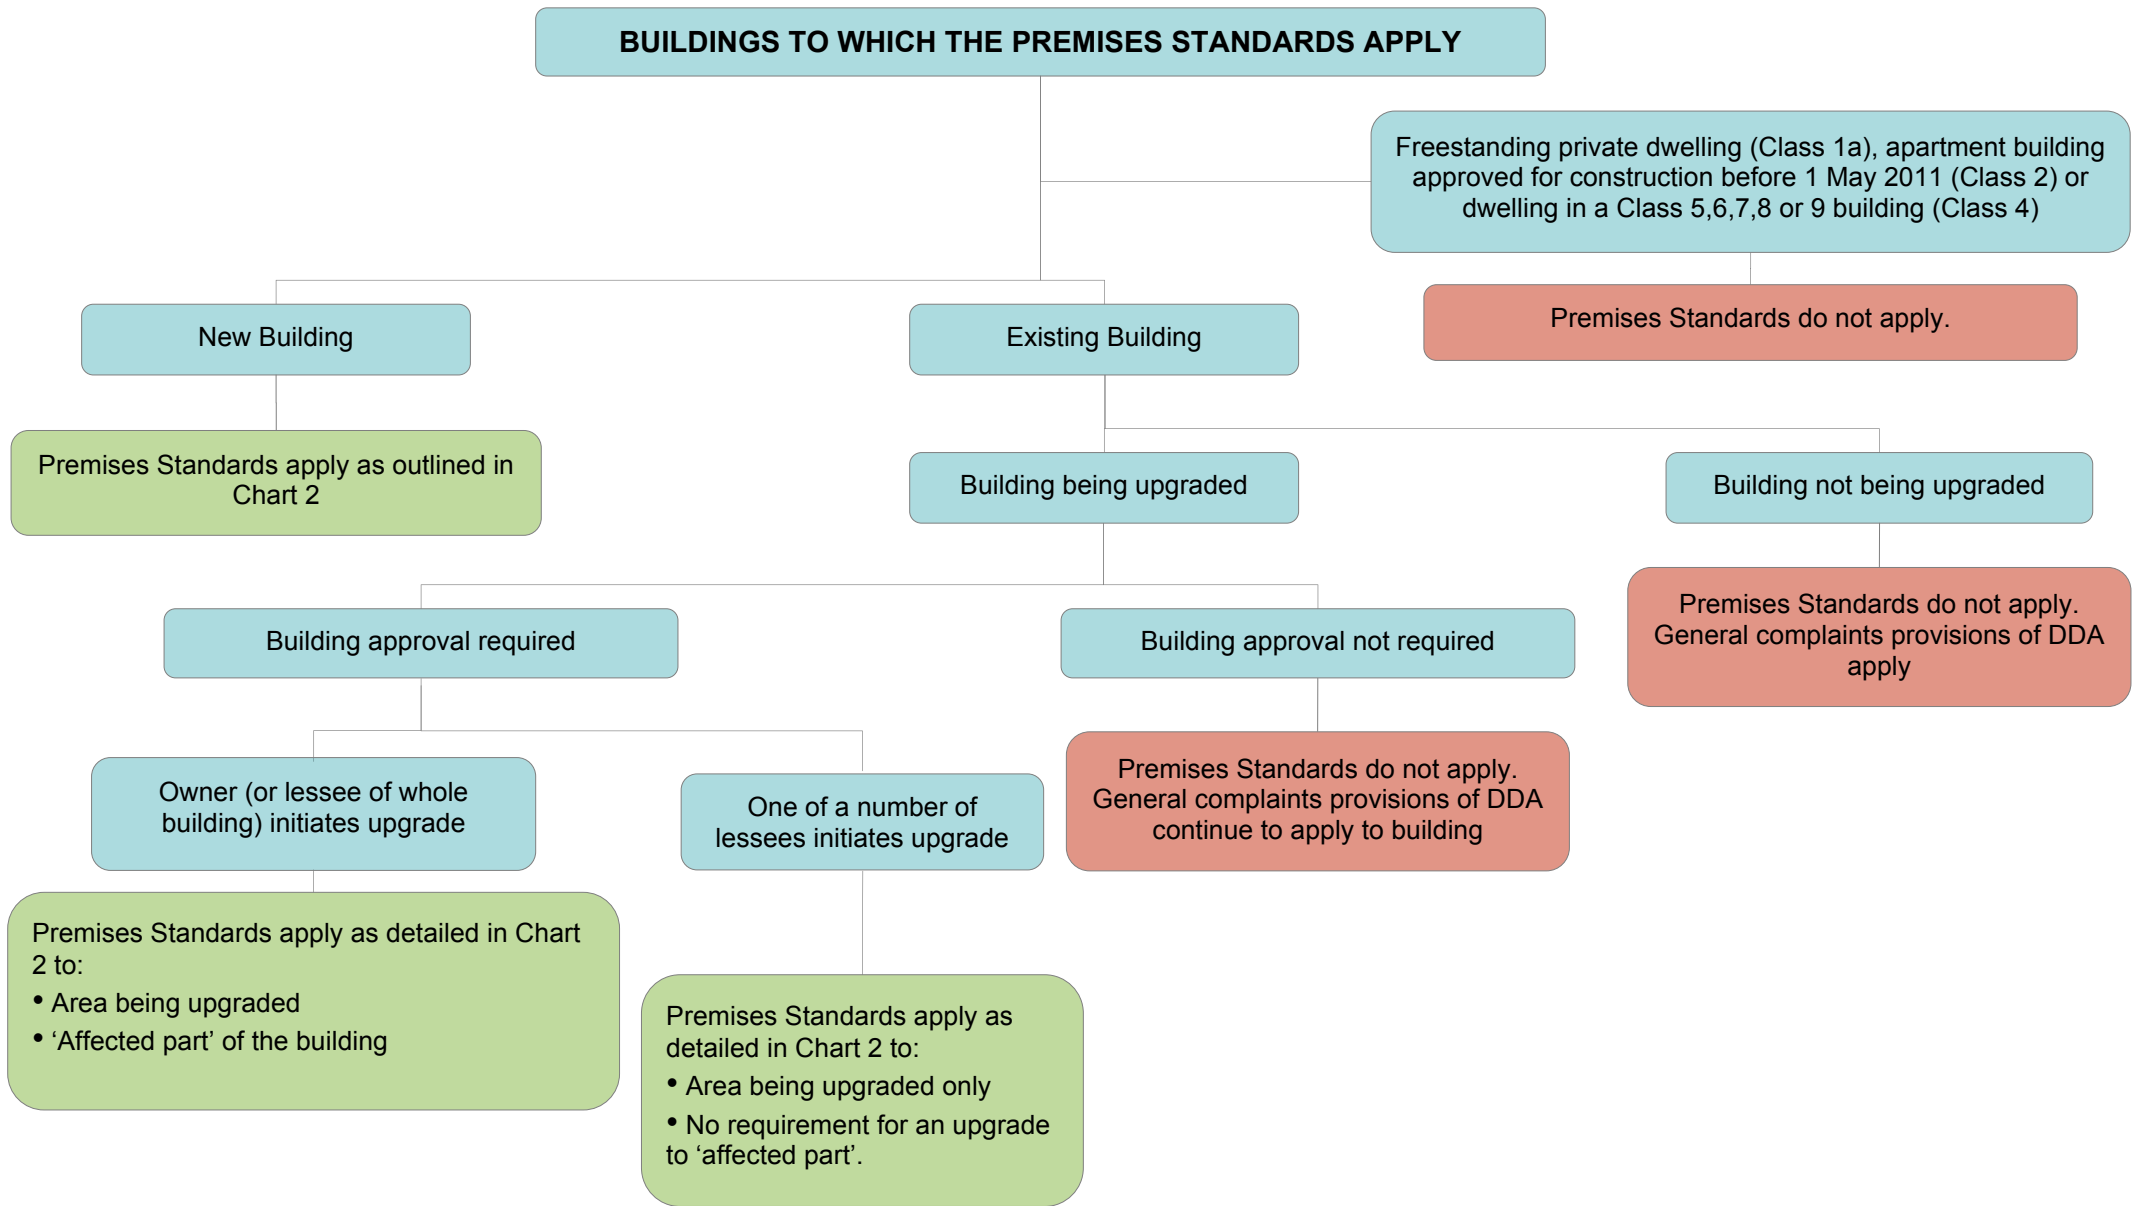 BUILDINGS TO WHICH THE PREMISES STANDARDS APPLY
Freestanding private dwelling (Class 1a), apartment building
approved for construction before 1 May 2011 (Class 2) or
dwelling in a Class 5,6,7,8 or 9 building (Class 4)
Premises Standards do not apply.
New Building
Existing Building
Premises Standards apply as outlined in
Chart 2
Building being upgraded
Building not being upgraded
Premises Standards do not apply.
General complaints provisions of DDA
apply
Building approval required
Building approval not required
Owner (or lessee of whole
building) initiates upgrade
One of a number of
lessees initiates upgrade
Premises Standards do not apply.
General complaints provisions of DDA
continue to apply to building
Premises Standards apply as detailed in Chart
2 to:
• Area being upgraded
• ‘Affected part’ of the building
Premises Standards apply as
detailed in Chart 2 to:
• Area being upgraded only
• No requirement for an upgrade
to ‘affected part’.